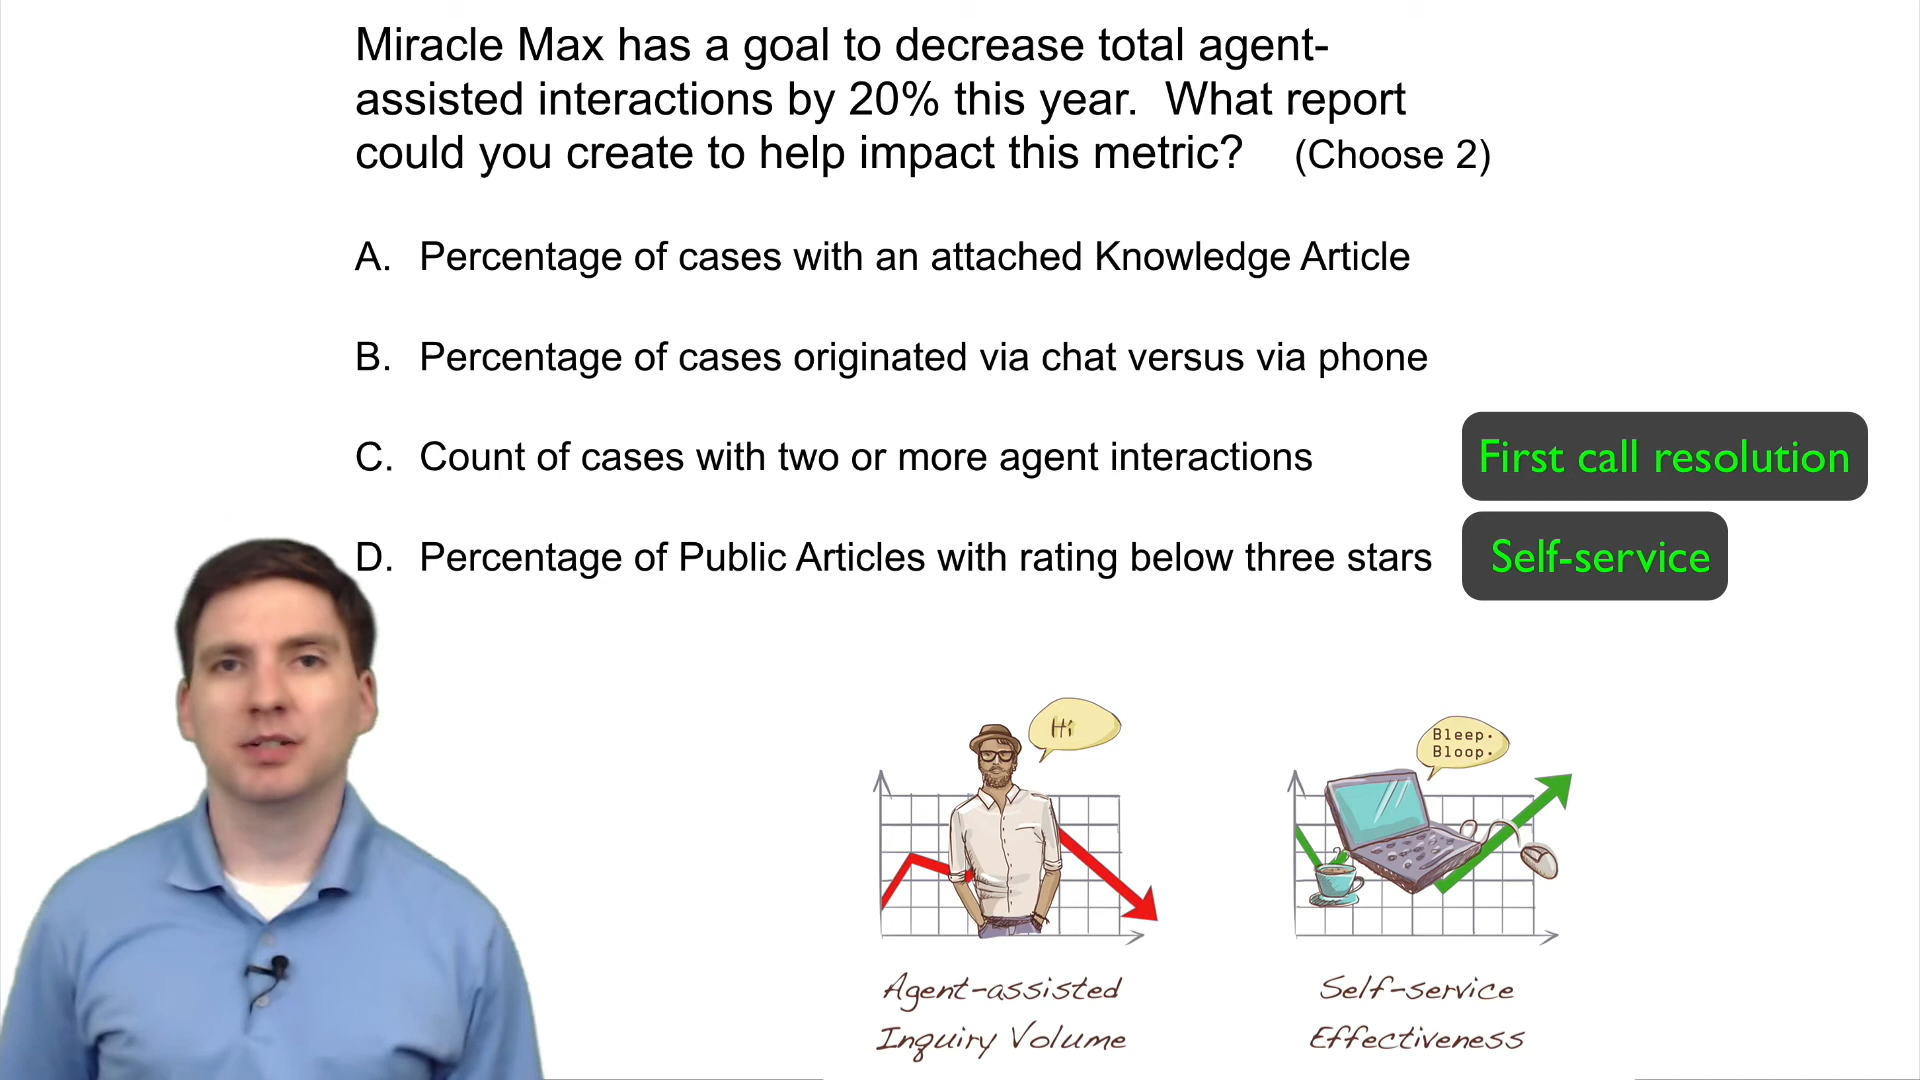 Miracle Max has a goal to decrease total agent-
assisted interactions by 20% this year. What report
could you create to help impact this metric? (Choose 2)
A. Percentage of cases with an attached Knowledge Article
B. Percentage of cases originated via chat versus via phone
C. Count of cases with two or more agent interactions
First call resolution
D. Percentage of Public Articles with rating below three stars
Self-service
Hi
Bleep.
Bloop.
Agent-assisted
Inquiry Volume
Self-service
Effectiveness